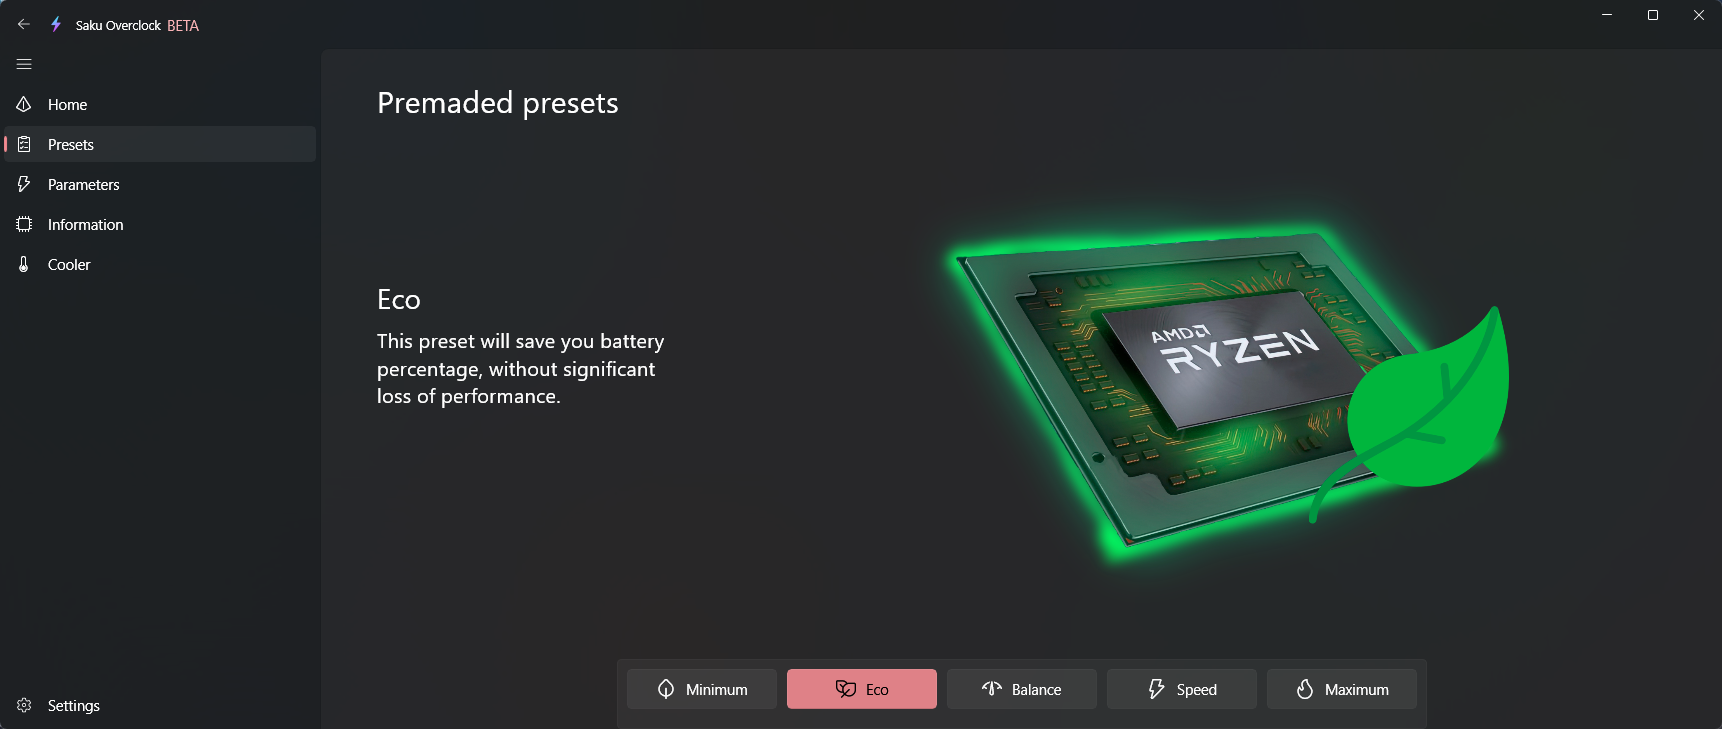 Saku Overclock BETA
Home
Presets
Parameters
Information
Cooler
Settings
Premaded presets
Eco
This preset will save you battery
percentage, without significant
loss of performance.
AMD
RYZEN
Minimum
Eco
Balance
Speed
Maximum